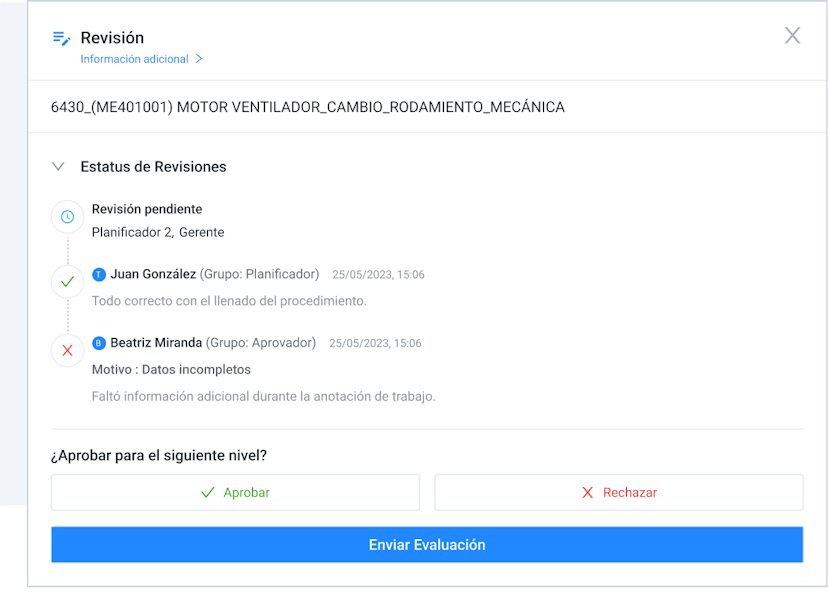 Revisión
Información adicional
6430_(ME401001) MOTOR VENTILADOR_CAMBIO_RODAMIENTO_MECÁNICA
Estatus de Revisiones
Revisión pendiente
Planificador 2, Gerente
T Juan González (Grupo: Planificador) 25/05/2023, 15:06
Todo correcto con el llenado del procedimiento.
B Beatriz Miranda (Grupo: Aprovador) 25/05/2023, 15:06
Motivo : Datos incompletos
Faltó información adicional durante la anotación de trabajo.
¿Aprobar para el siguiente nivel?
Aprobar Rechazar
Enviar Evaluación